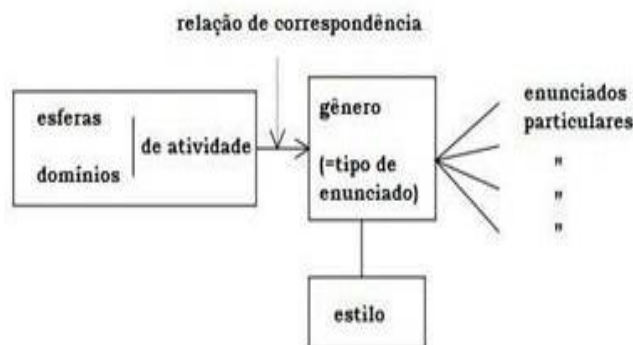 relação de correspondência
esferas
domínios
de atividade
gênero
(=tipo de
enunciado)
enunciados
particulares
"
"
"
estilo